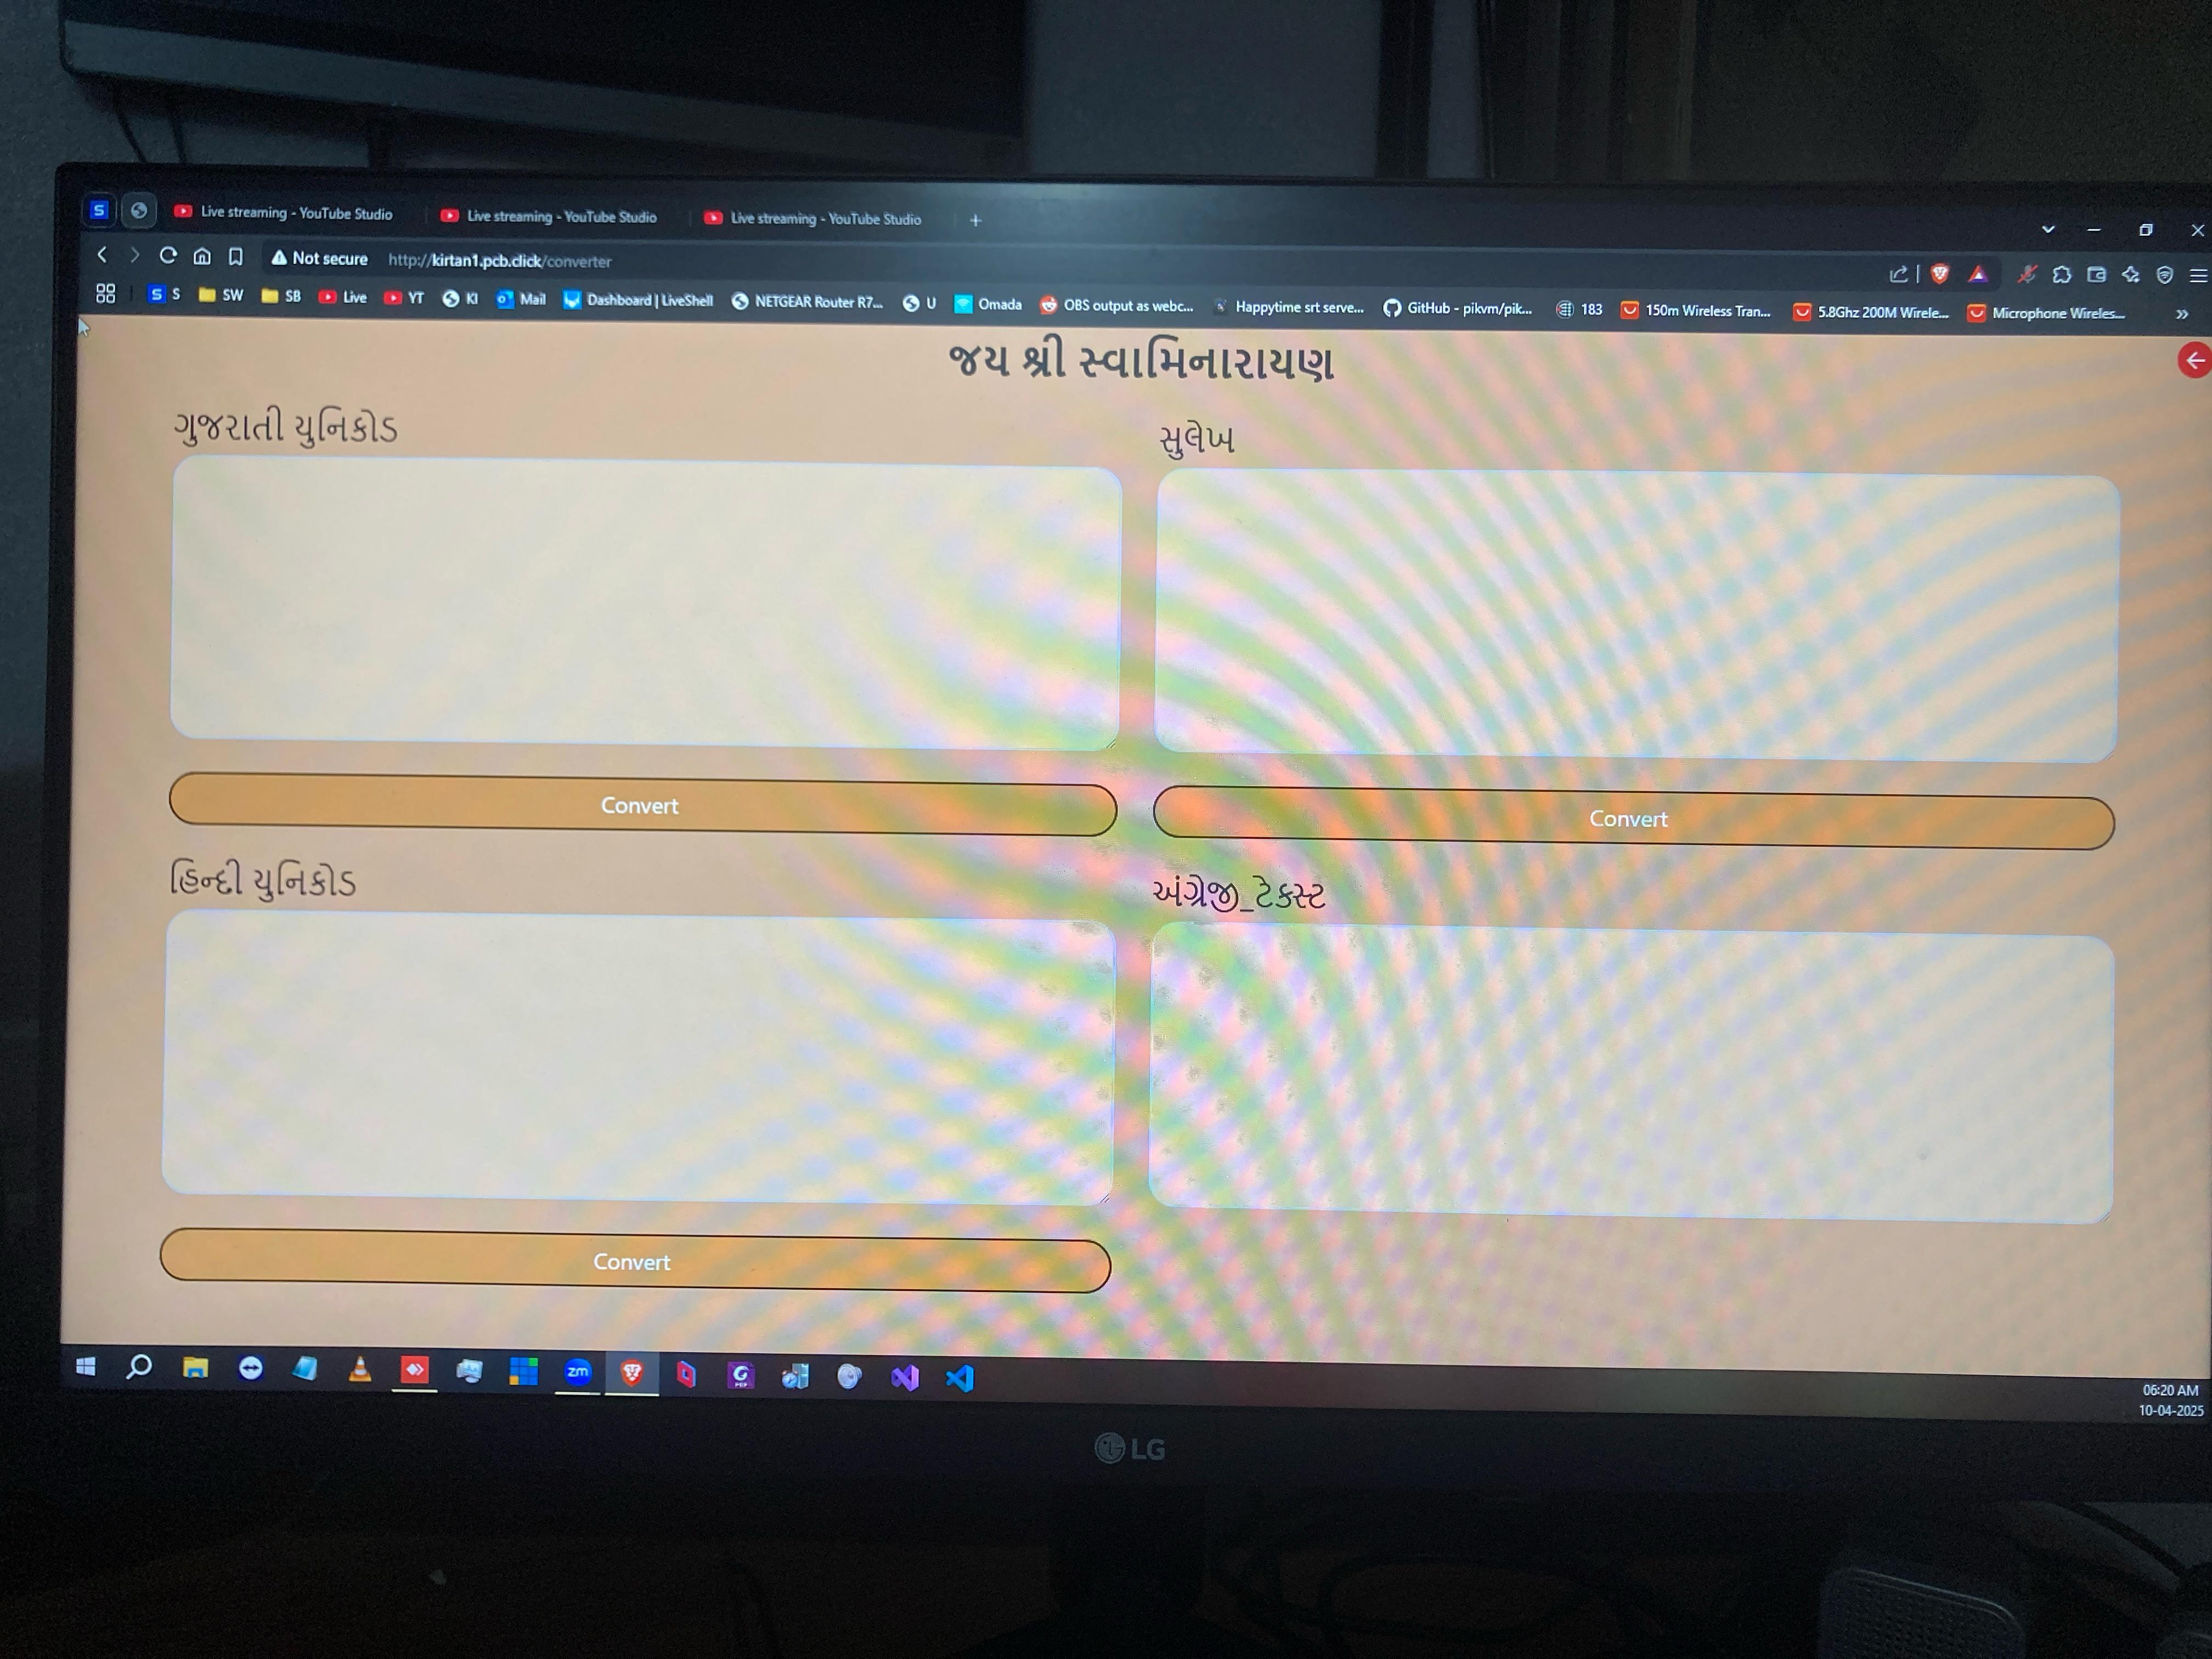 S Live streaming - YouTube Studio Live streaming - YouTube Studio Live streaming - YouTube Studio +
Not secure http://kirtan1.pcb.click/converter
S S SW SB Live YT KI Mail Dashboard | LiveShell NETGEAR Router R7... U Omada OBS output as webc... Happytime srt serve... GitHub - pikvm/pik... 183 150m Wireless Tran... 5.8Ghz 200M Wirele... Microphone Wireles... »
જય શ્રી સ્વામિનારાયણ
ગુજરાતી યુનિકોડ સુલેખ
Convert Convert
હિન્દી યુનિકોડ અંગ્રેજી_ટેકસ્ટ
Convert
zm
06:20 AM
10-04-2025
LG